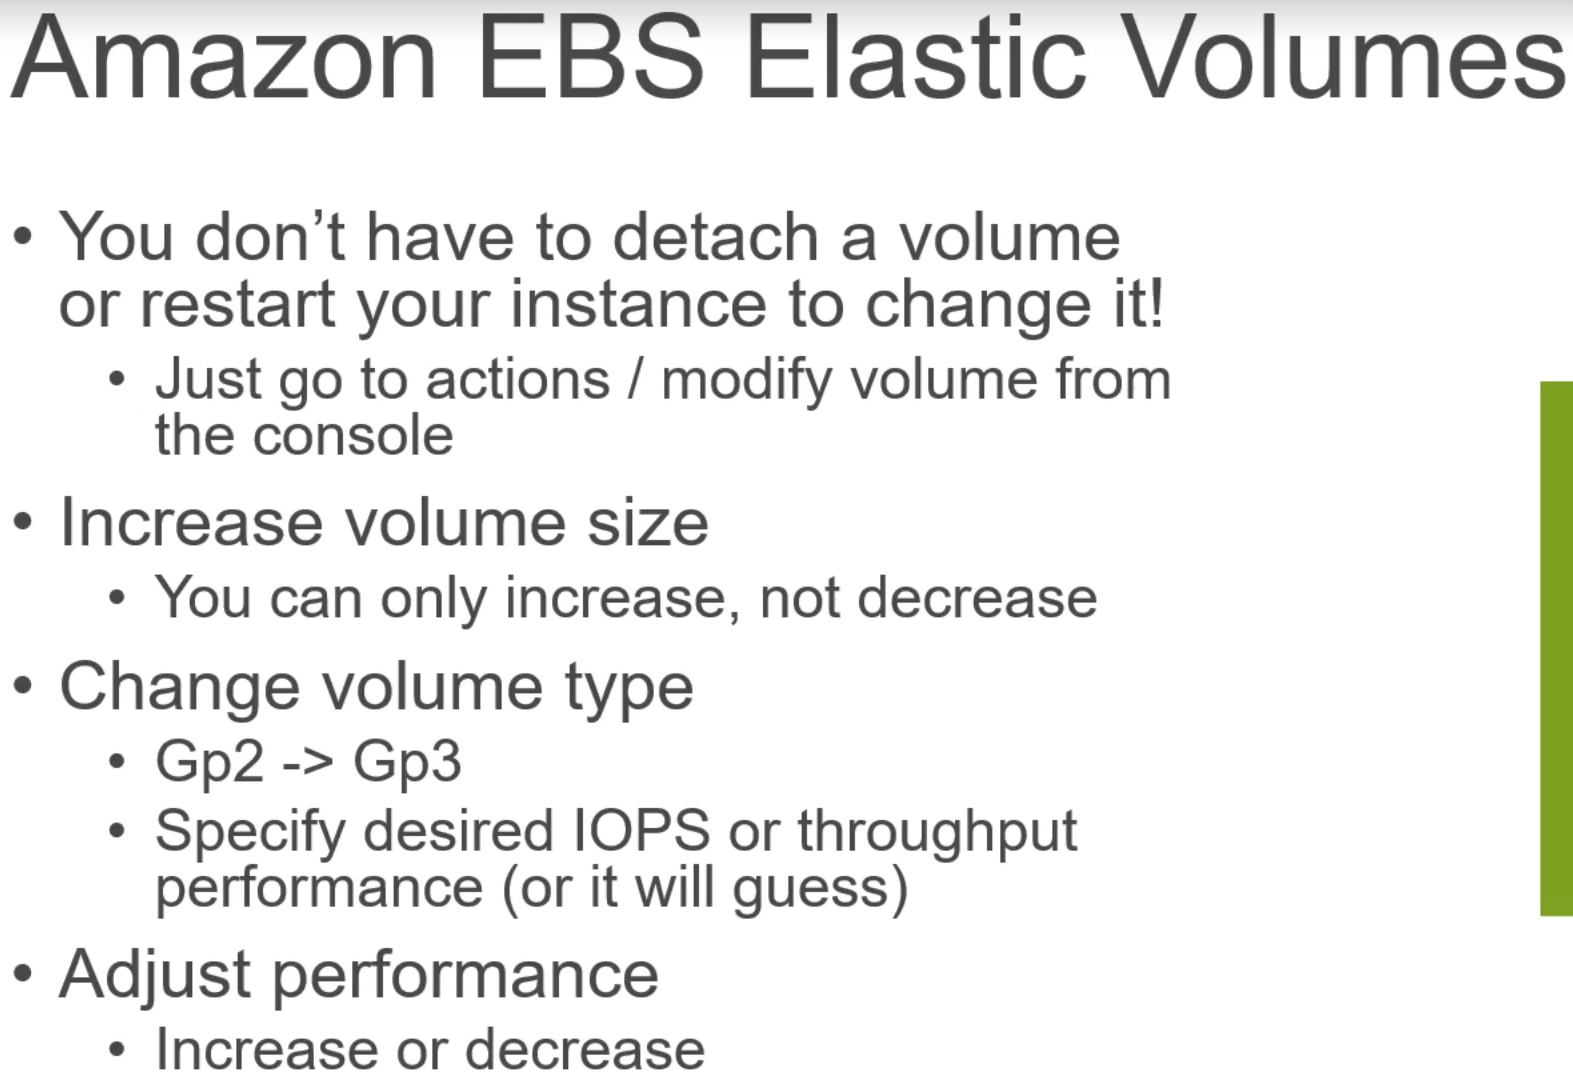 Amazon EBS Elastic Volumes
• You don’t have to detach a volume
or restart your instance to change it!
• Just go to actions / modify volume from
the console
• Increase volume size
• You can only increase, not decrease
• Change volume type
• Gp2 -> Gp3
• Specify desired IOPS or throughput
performance (or it will guess)
• Adjust performance
• Increase or decrease